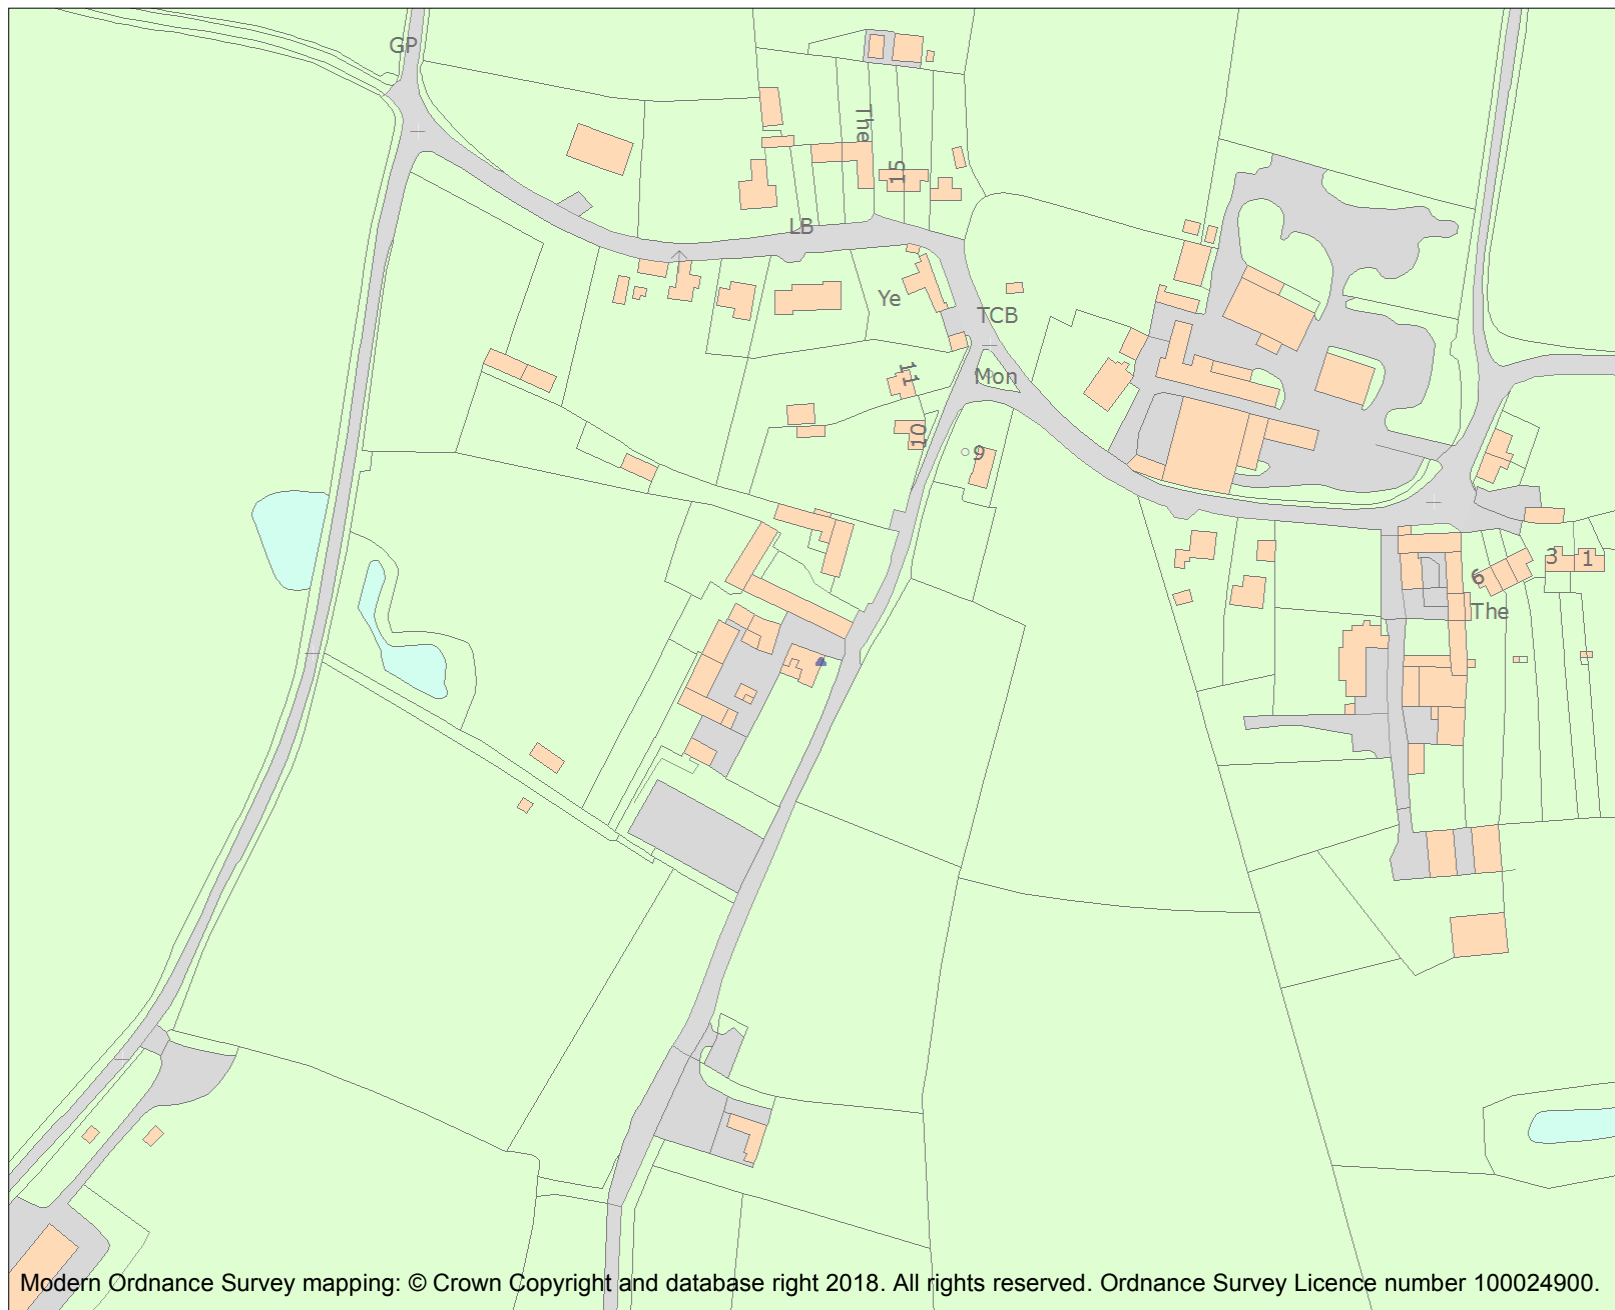 GP
The
15
LB
Ye
TCB
Mon
11
10
9
3
1
6
The
Modern Ordnance Survey mapping: © Crown Copyright and database right 2018. All rights reserved. Ordnance Survey Licence number 100024900.